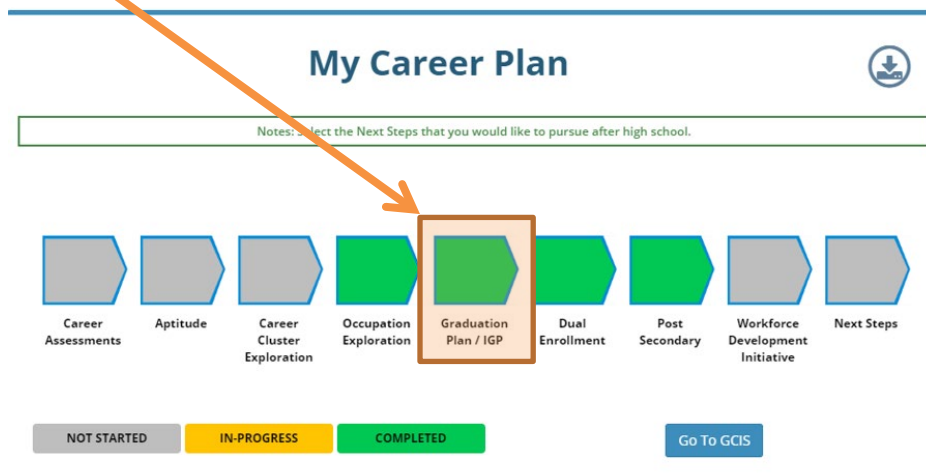 My Career Plan
Notes: Select the Next Steps that you would like to pursue after high school.
Career
Assessments
Aptitude
Career
Cluster
Exploration
Occupation
Exploration
Graduation
Plan / IGP
Dual
Enrollment
Post
Secondary
Workforce
Development
Initiative
Next Steps
NOT STARTED
IN-PROGRESS
COMPLETED
Go To GCIS